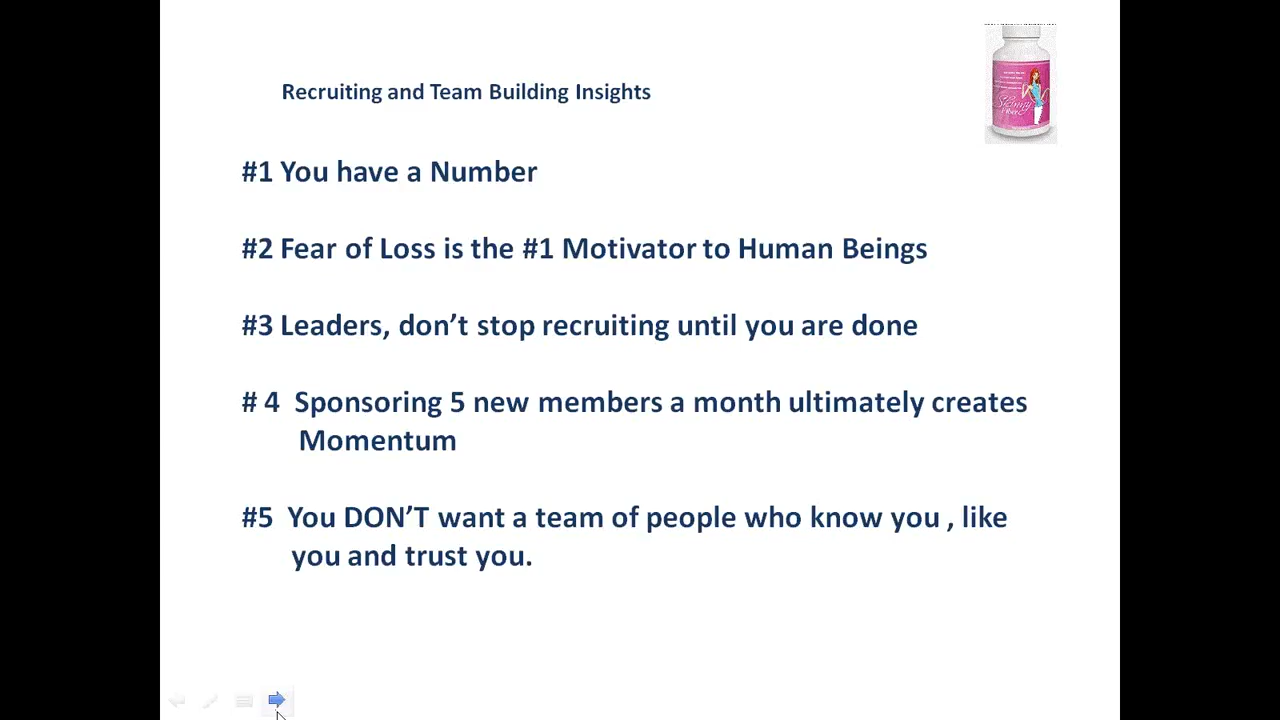 Recruiting and Team Building Insights
Skinny
Fiber
#1 You have a Number
#2 Fear of Loss is the #1 Motivator to Human Beings
#3 Leaders, don’t stop recruiting until you are done
# 4 Sponsoring 5 new members a month ultimately creates
Momentum
#5 You DON’T want a team of people who know you , like
you and trust you.